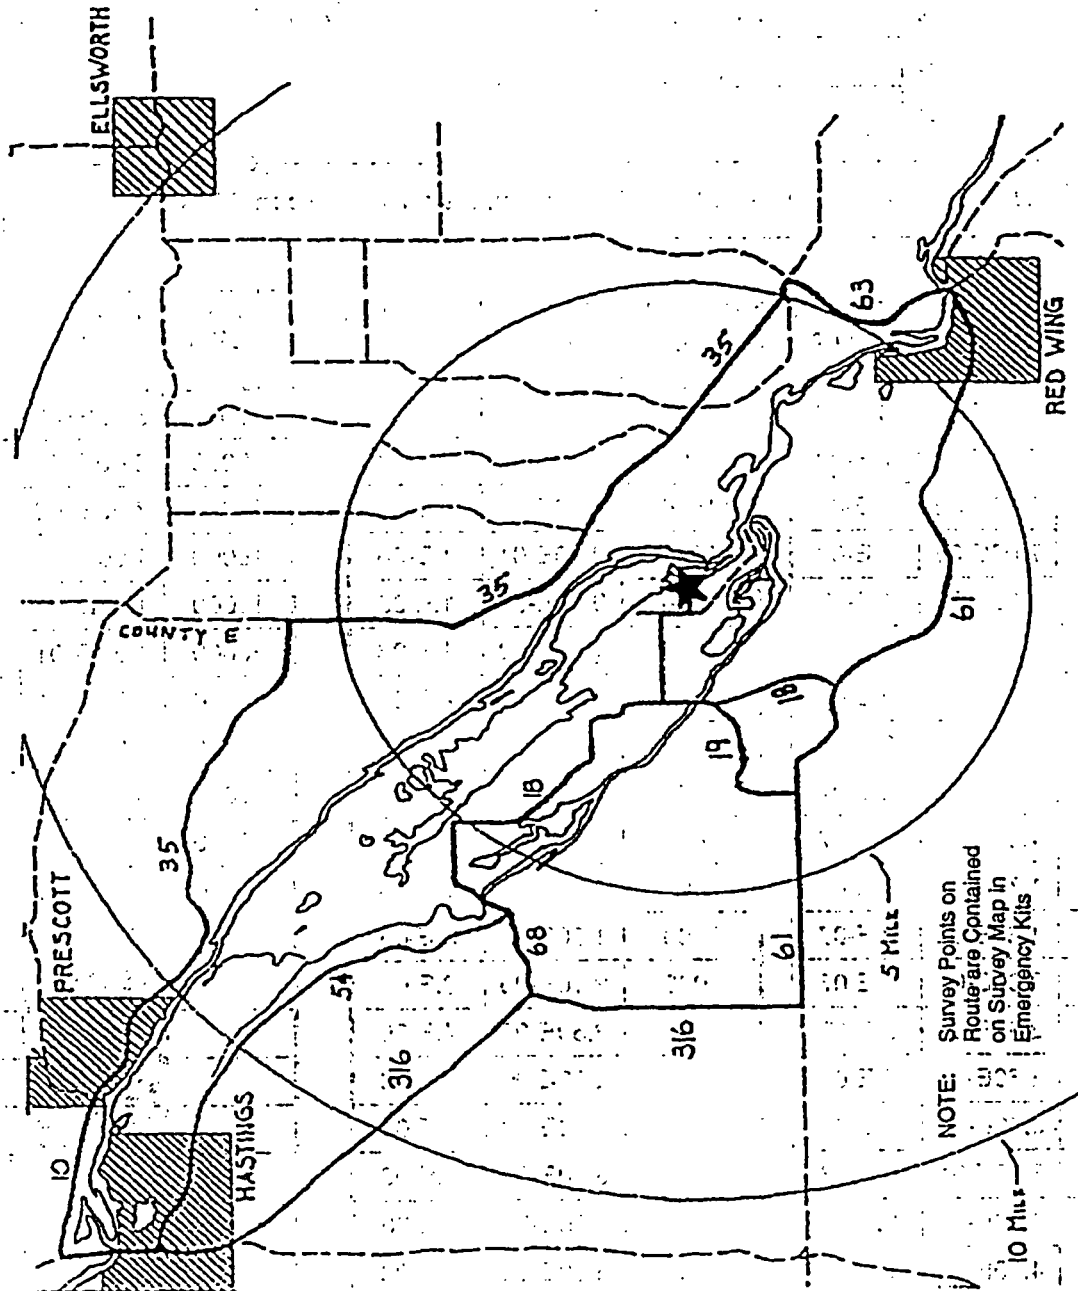 ELLSWORTH
PRESCOTT
HASTINGS
RED WING
COUNTY E
10
35
35
35
63
54
316
316
68
18
18
19
61
61
5 MILE
10 MILE
NOTE: Survey Points on
Route are Contained
on Survey Map In
Emergency Kits